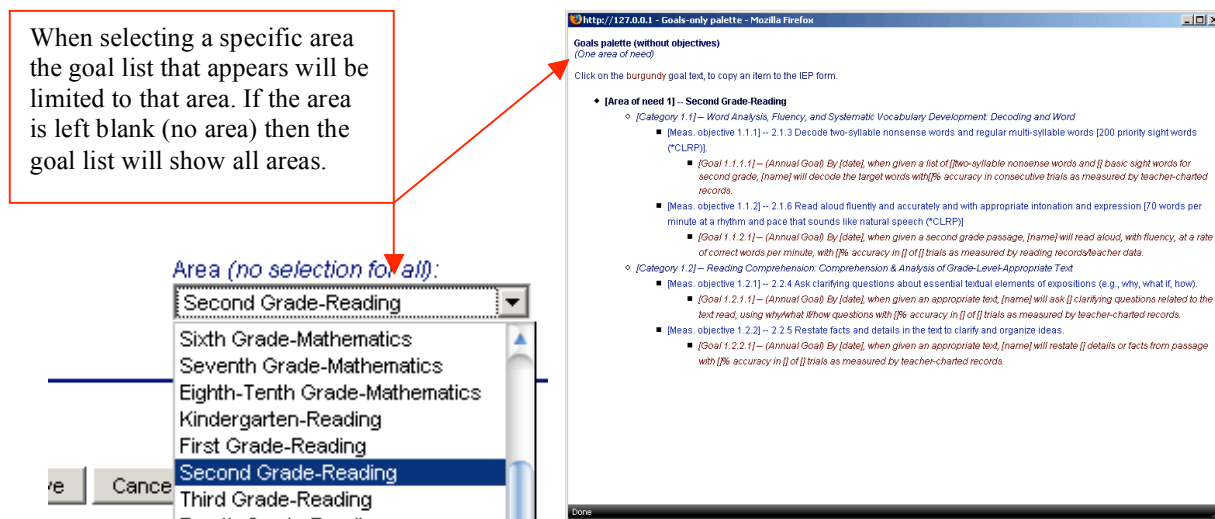 When selecting a specific area
the goal list that appears will be
limited to that area. If the area
is left blank (no area) then the
goal list will show all areas.
Area (no selection for all):
Second Grade-Reading
Sixth Grade-Mathematics
Seventh Grade-Mathematics
Eighth-Tenth Grade-Mathematics
Kindergarten-Reading
First Grade-Reading
Second Grade-Reading
Third Grade-Reading
Cance
http://127.0.0.1 - Goals-only palette - Mozilla Firefox
Goals palette (without objectives)
(One area of need)
Click on the burgundy goal text, to copy an item to the IEP form.
[Area of need 1] -- Second Grade-Reading
[Category 1.1] -- Word Analysis, Fluency, and Systematic Vocabulary Development: Decoding and Word
[Meas. objective 1.1.1] -- 2.1.3 Decode two-syllable nonsense words and regular multi-syllable words [200 priority sight words
(*CLRP)].
[Goal 1.1.1.1] -- (Annual Goal) By [date], when given a list of []two-syllable nonsense words and [] basic sight words for
second grade, [name] will decode the target words with[]% accuracy in consecutive trials as measured by teacher-charted
records.
[Meas. objective 1.1.2] -- 2.1.6 Read aloud fluently and accurately and with appropriate intonation and expression [70 words per
minute at a rhythm and pace that sounds like natural speech (*CLRP)]
[Goal 1.1.2.1] -- (Annual Goal) By [date], when given a second grade passage, [name] will read aloud, with fluency, at a rate
of correct words per minute, with []% accuracy in [] of [] trials as measured by reading records/teacher data.
[Category 1.2] -- Reading Comprehension: Comprehension & Analysis of Grade-Level-Appropriate Text
[Meas. objective 1.2.1] -- 2.2.4 Ask clarifying questions about essential textual elements of expositions (e.g., why, what if, how).
[Goal 1.2.1.1] -- (Annual Goal) By [date], when given an appropriate text, [name] will ask [] clarifying questions related to the
text read, using why/what if/how questions with []% accuracy in [] of [] trials as measured by teacher-charted records.
[Meas. objective 1.2.2] -- 2.2.5 Restate facts and details in the text to clarify and organize ideas.
[Goal 1.2.2.1] -- (Annual Goal) By [date], when given an appropriate text, [name] will restate [] details or facts from passage
with []% accuracy in [] of [] trials as measured by teacher-charted records.
Done